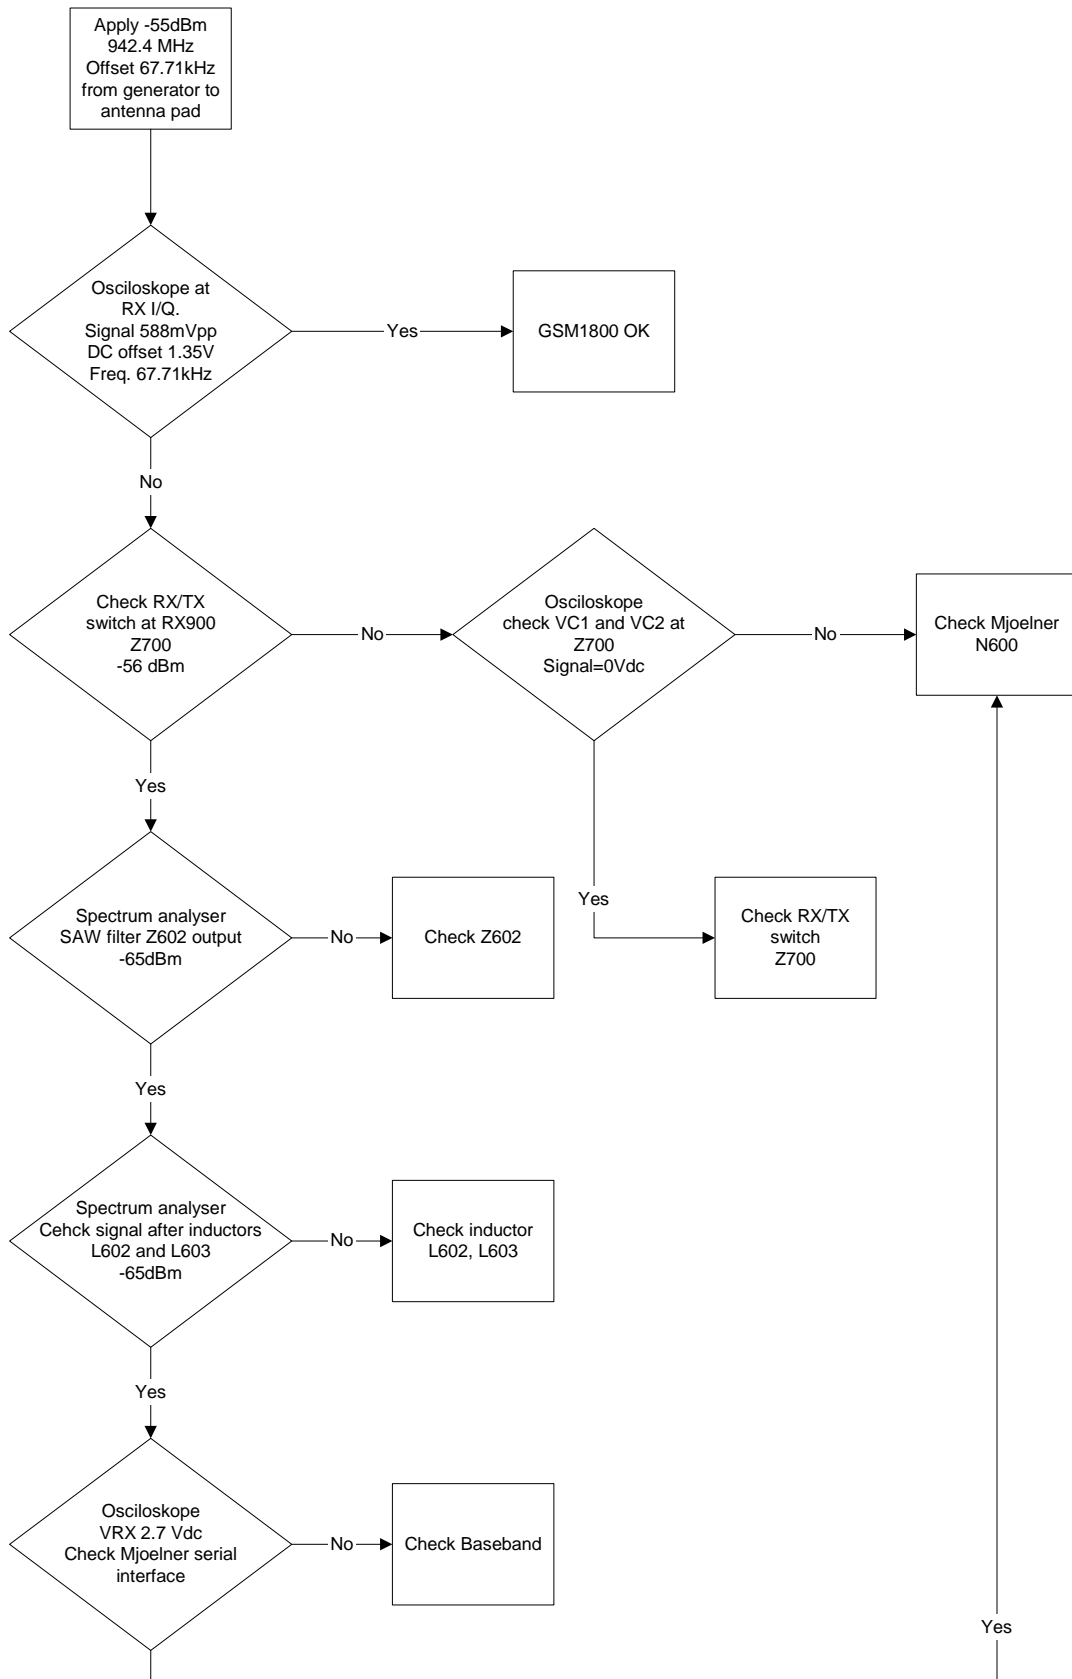 Apply -55dBm
942.4 MHz
Offset 67.71kHz
from generator to
antenna pad
Osciloskope at
RX I/Q.
Signal 588mVpp
DC offset 1.35V
Freq. 67.71kHz
Yes
GSM1800 OK
No
Check RX/TX
switch at RX900
Z700
-56 dBm
No
Osciloskope
check VC1 and VC2 at
Z700
Signal=0Vdc
No
Check Mjoelner
N600
Yes
Yes
Check RX/TX
switch
Z700
Spectrum analyser
SAW filter Z602 output
-65dBm
No
Check Z602
Yes
Spectrum analyser
Cehck signal after inductors
L602 and L603
-65dBm
No
Check inductor
L602, L603
Yes
Osciloskope
VRX 2.7 Vdc
Check Mjoelner serial
interface
No
Check Baseband
Yes